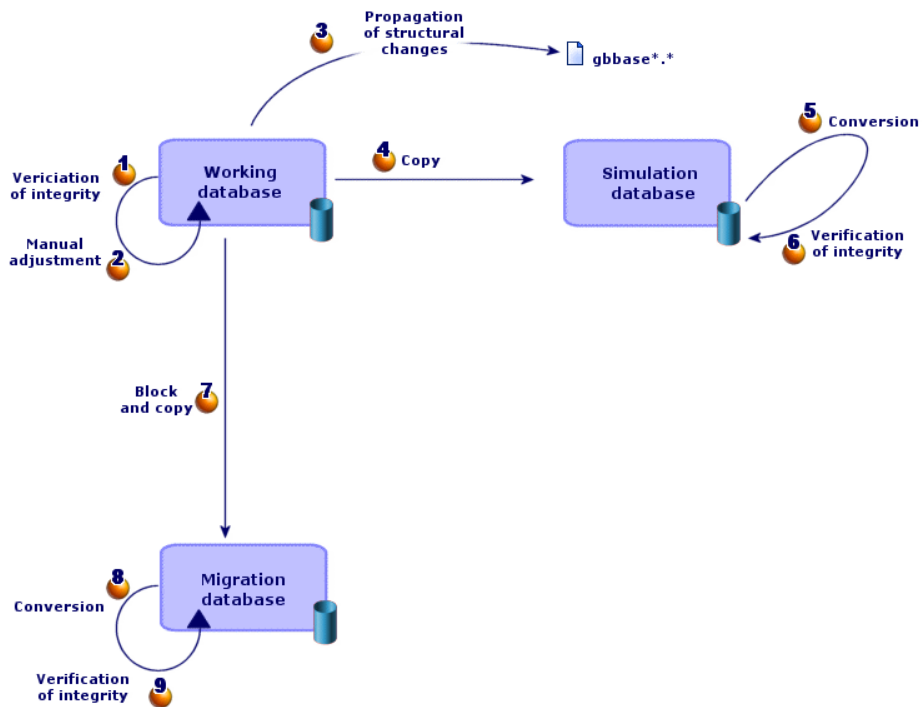 3
Propagation
of structural
changes
gbbase*.*
1
Vericiation
of integrity
Working
database
4
Copy
Simulation
database
5
Conversion
Manual
adjustment
2
6
Verification
of integrity
Block
and copy
7
8
Conversion
Migration
database
Verification
of integrity
9